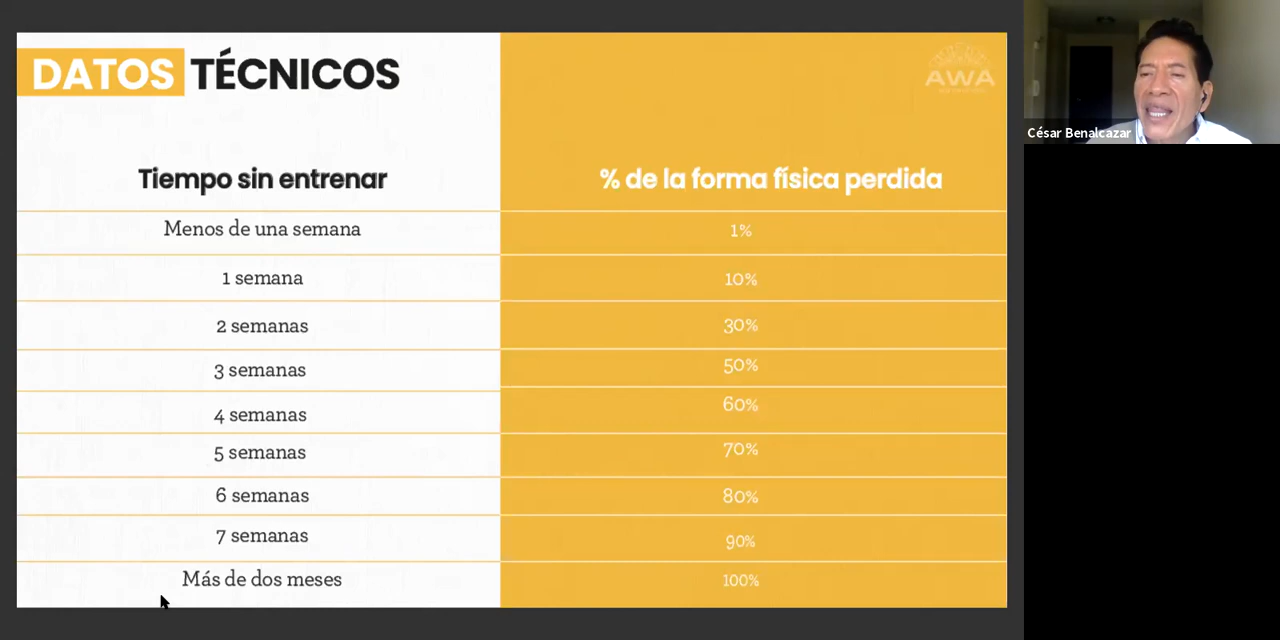 DATOS TÉCNICOS
AWA
Tiempo sin entrenar % de la forma física perdida
Menos de una semana 1%
1 semana 10%
2 semanas 30%
3 semanas 50%
4 semanas 60%
5 semanas 70%
6 semanas 80%
7 semanas 90%
Más de dos meses 100%
César Benalcazar